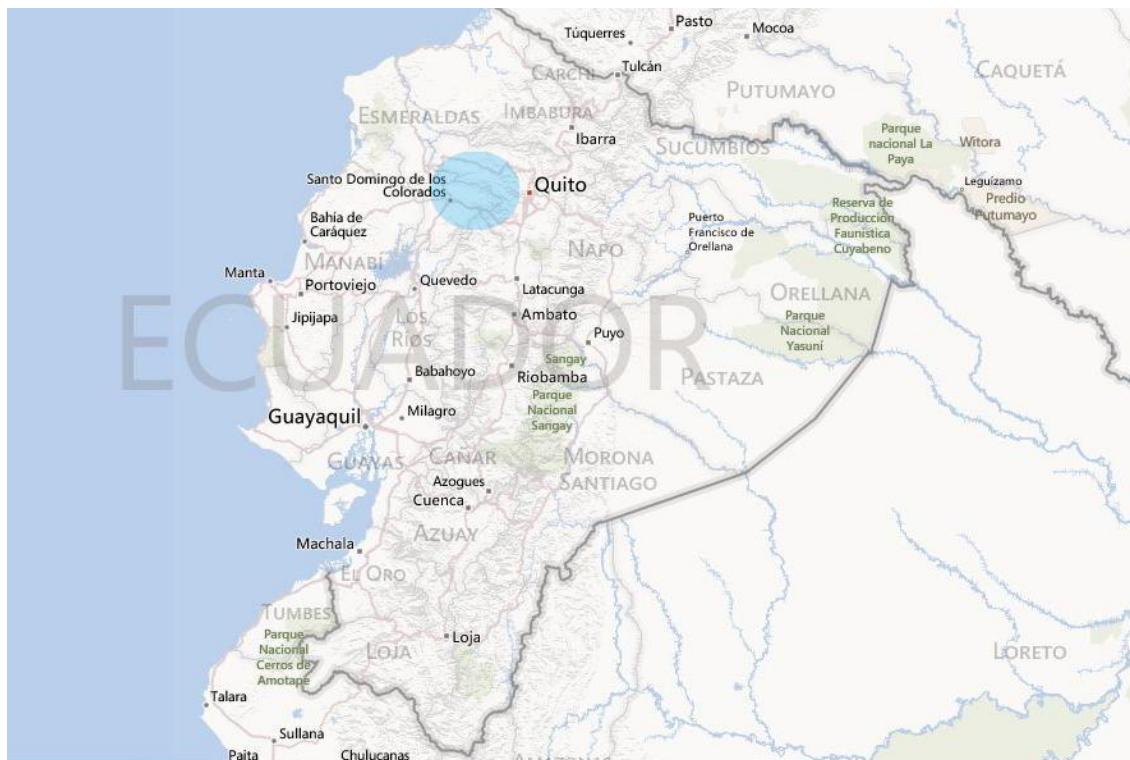 Pasto
Mocoa
Túquerres
Tulcán
CAQUETÁ
CARCHI
PUTUMAYO
ESMERALDAS
IMBABURA
Ibarra
Parque
nacional La
Paya
Witora
SUCUMBIOS
Santo Domingo de los
Colorados
Quito
Leguízamo
Predio
Putumayo
Reserva de
Producción
Faunística
Cuyabeno
Bahía de
Caráquez
Puerto
Francisco de
Orellana
NAPO
MANABÍ
Manta
Portoviejo
Quevedo
Latacunga
ORELLANA
ECUADOR
Jipijapa
LOS
RÍOS
Ambato
Puyo
Parque
Nacional
Yasuní
Sangay
Babahoyo
Riobamba
PASTAZA
Parque
Nacional
Sangay
Guayaquil
Milagro
GUAYAS
CAÑAR
MORONA
SANTIAGO
Azogues
Cuenca
AZUAY
Machala
EL ORO
TUMBES
Parque
Nacional
Cerros de
Amotape
Loja
LOJA
LORETO
Talara
Sullana
Paita
Chulucanas
AMAZONAS